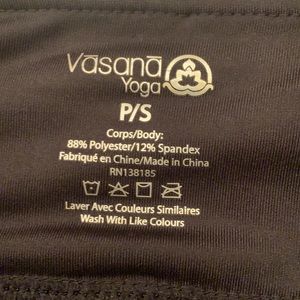 Vāsanā
Yoga
P/S
Corps/Body:
88% Polyester/12% Spandex
Fabriqué en Chine/Made in China
RN138185
Laver Avec Couleurs Similaires
Wash With Like Colours